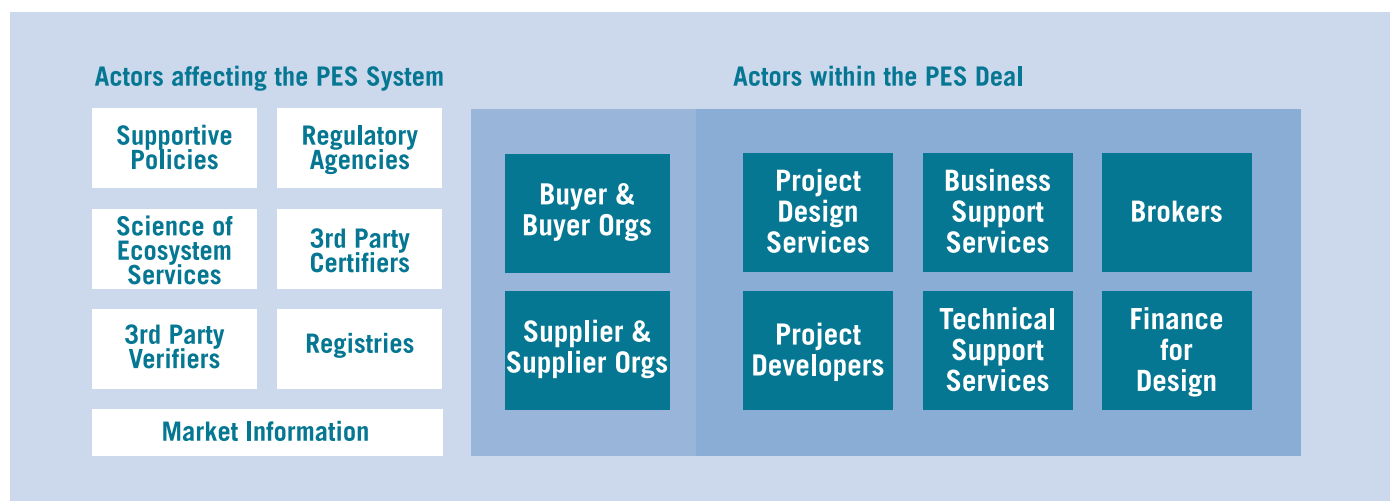 Actors affecting the PES System
Supportive
Policies
Regulatory
Agencies
Science of
Ecosystem
Services
3rd Party
Certifiers
3rd Party
Verifiers
Registries
Market Information
Actors within the PES Deal
Buyer &
Buyer Orgs
Supplier &
Supplier Orgs
Project
Design
Services
Business
Support
Services
Brokers
Project
Developers
Technical
Support
Services
Finance
for
Design